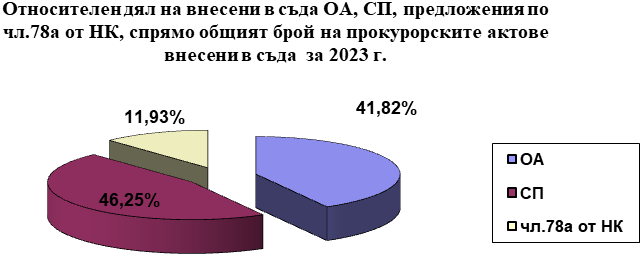 Относителен дял на внесени в съда ОА, СП, предложения по
чл.78а от НК, спрямо общият брой на прокурорските актове
внесени в съда за 2023 г.
11,93%
41,82%
46,25%
ОА
СП
чл.78а от НК